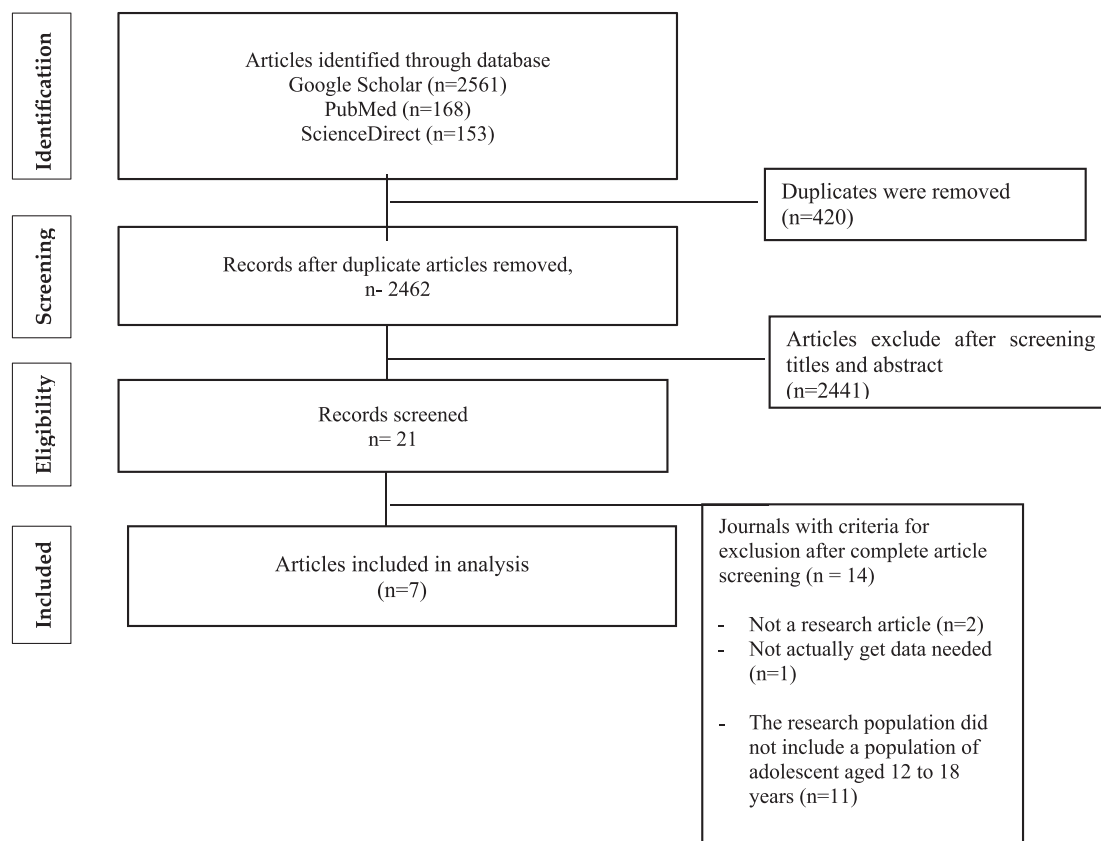 Identificatiion
Articles identified through database
Google Scholar (n=2561)
PubMed (n=168)
ScienceDirect (n=153)
Duplicates were removed
(n=420)
Screening
Records after duplicate articles removed,
n- 2462
Articles exclude after screening
titles and abstract
(n=2441)
Eligibility
Records screened
n= 21
Included
Articles included in analysis
(n=7)
Journals with criteria for
exclusion after complete article
screening (n = 14)
- Not a research article (n=2)
- Not actually get data needed
(n=1)
- The research population did
not include a population of
adolescent aged 12 to 18
years (n=11)